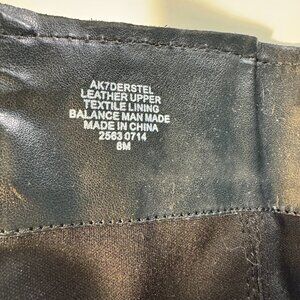 AK7DERSTEL
LEATHER UPPER
TEXTILE LINING
BALANCE MAN MADE
MADE IN CHINA
2563 0714
8M